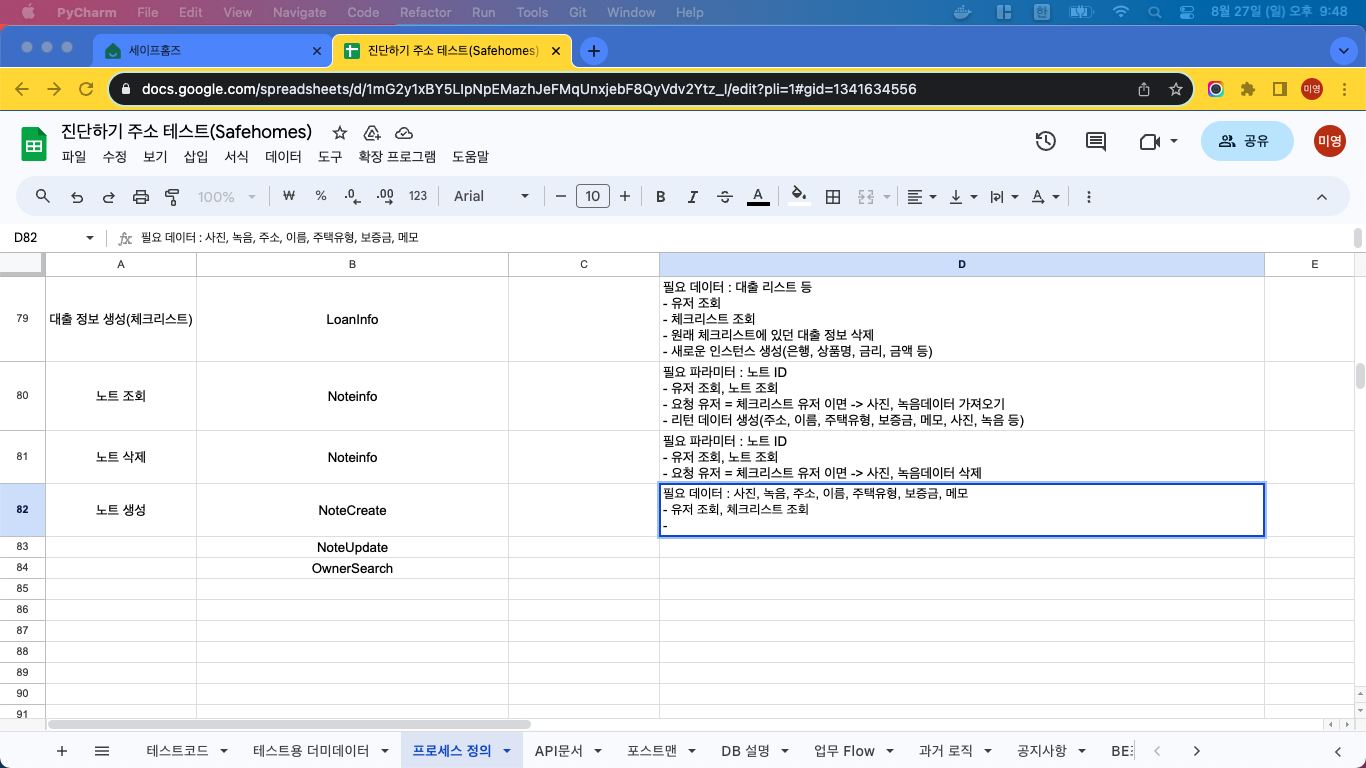 PyCharm File Edit View Navigate Code Refactor Run Tools Git Window Help 한 8월 27일 (일) 오후 9:48
세이프홈즈 진단하기 주소 테스트(Safehomes)
docs.google.com/spreadsheets/d/1mG2y1xBY5LIpNpEMazhJeFMqUnxjebF8QyVdv2Ytz_I/edit?pli=1#gid=1341634556 미영
진단하기 주소 테스트(Safehomes)
파일 수정 보기 삽입 서식 데이터 도구 확장 프로그램 도움말 공유 미영
100% ₩ % .0 .00 123 Arial 10 B I A A
D82 fx 필요 데이터 : 사진, 녹음, 주소, 이름, 주택유형, 보증금, 메모
A B C D E
79 대출 정보 생성(체크리스트) LoanInfo
필요 데이터 : 대출 리스트 등
- 유저 조회
- 체크리스트 조회
- 원래 체크리스트에 있던 대출 정보 삭제
- 새로운 인스턴스 생성(은행, 상품명, 금리, 금액 등)
80 노트 조회 Noteinfo
필요 파라미터 : 노트 ID
- 유저 조회, 노트 조회
- 요청 유저 = 체크리스트 유저 이면 -> 사진, 녹음데이터 가져오기
- 리턴 데이터 생성(주소, 이름, 주택유형, 보증금, 메모, 사진, 녹음 등)
81 노트 삭제 Noteinfo
필요 파라미터 : 노트 ID
- 유저 조회, 노트 조회
- 요청 유저 = 체크리스트 유저 이면 -> 사진, 녹음데이터 삭제
82 노트 생성 NoteCreate
필요 데이터 : 사진, 녹음, 주소, 이름, 주택유형, 보증금, 메모
- 유저 조회, 체크리스트 조회
-
83 NoteUpdate
84 OwnerSearch
85
86
87
88
89
90
91
테스트코드 테스트용 더미데이터 프로세스 정의 API문서 포스트맨 DB 설명 업무 Flow 과거 로직 공지사항